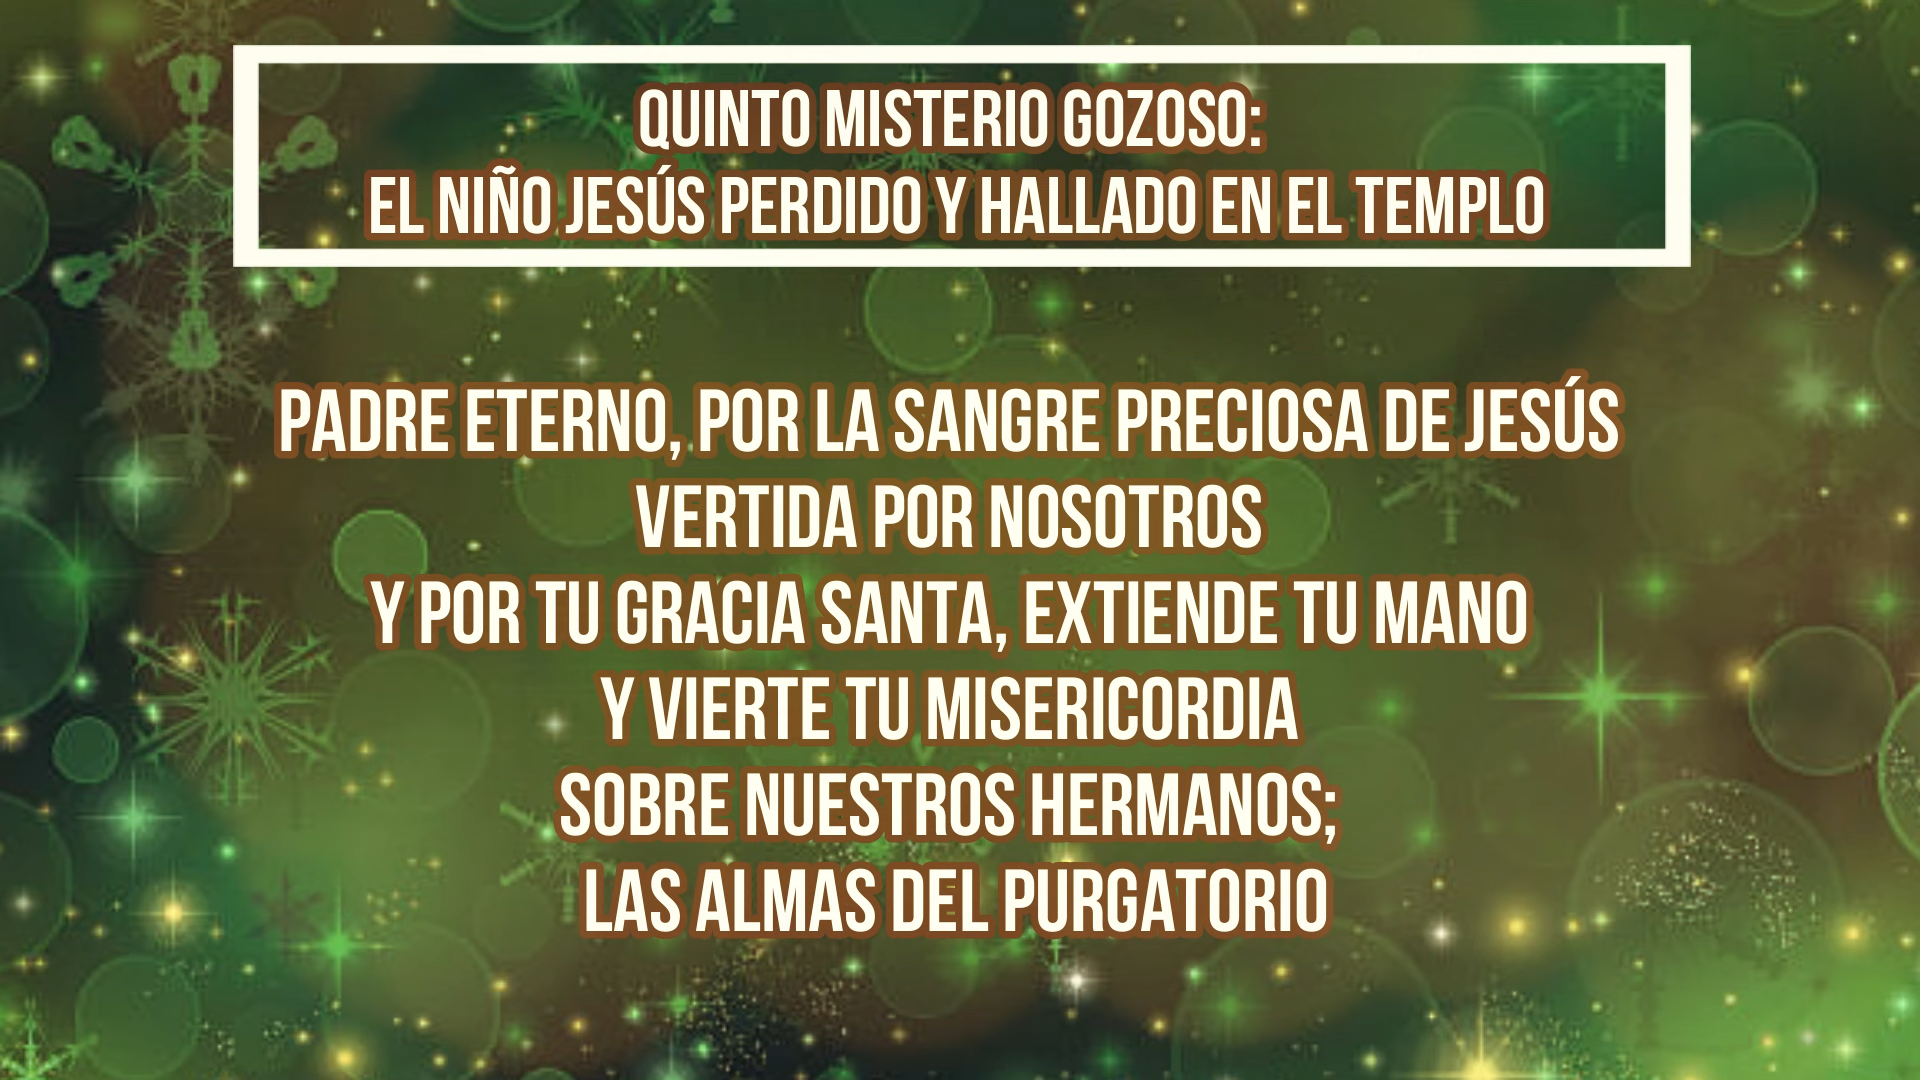 QUINTO MISTERIO GOZOSO:
EL NIÑO JESÚS PERDIDO Y HALLADO EN EL TEMPLO
PADRE ETERNO, POR LA SANGRE PRECIOSA DE JESÚS
VERTIDA POR NOSOTROS
Y POR TU GRACIA SANTA, EXTIENDE TU MANO
Y VIERTE TU MISERICORDIA
SOBRE NUESTROS HERMANOS;
LAS ALMAS DEL PURGATORIO